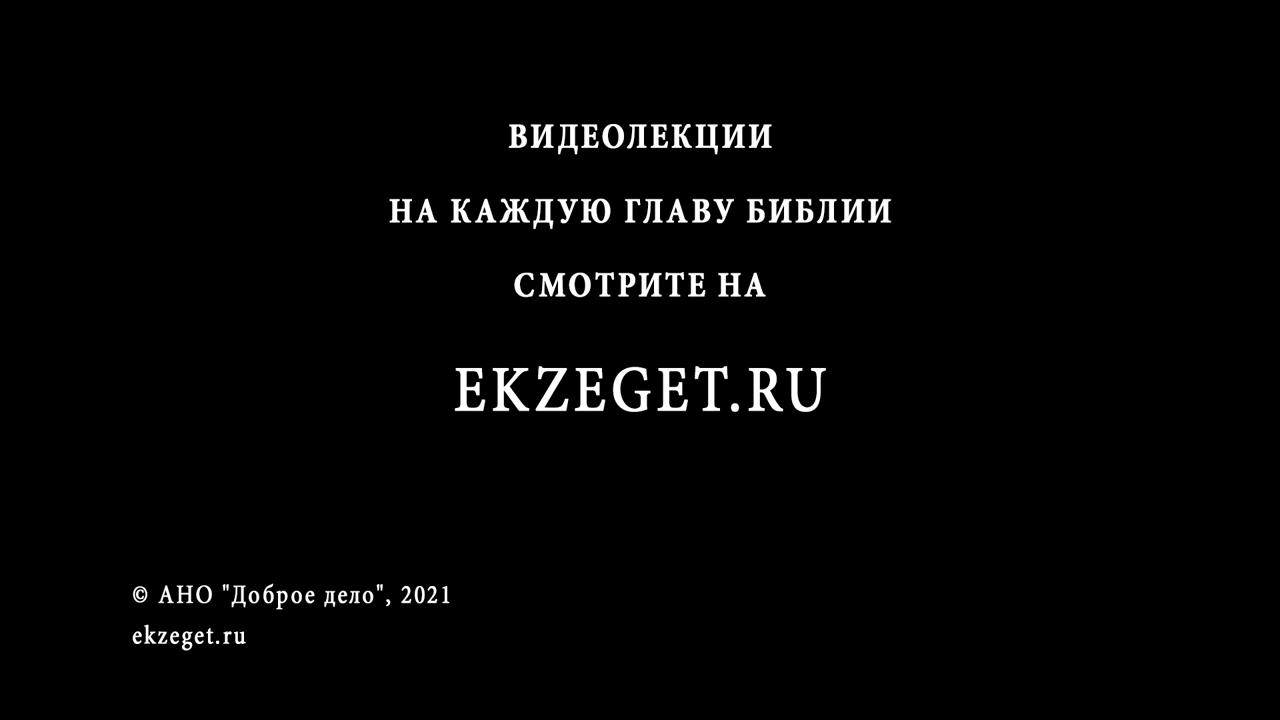 ВИДЕОЛЕКЦИИ
НА КАЖДУЮ ГЛАВУ БИБЛИИ
СМОТРИТЕ НА
EKZEGET.RU
© АНО "Доброе дело", 2021
ekzeget.ru